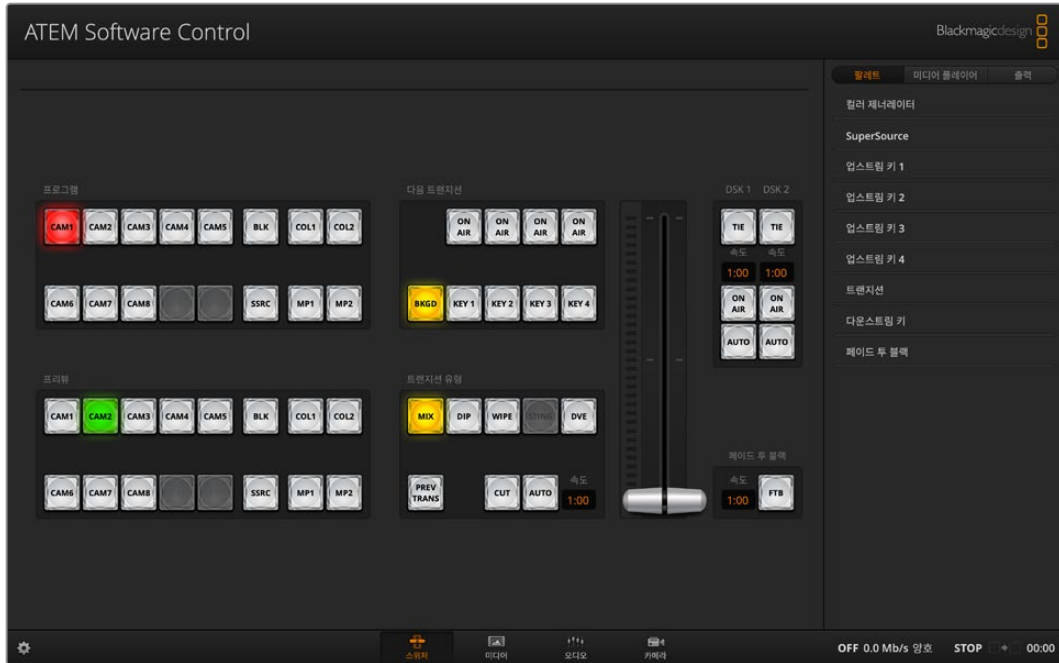 ATEM Software Control
Blackmagicdesign
팔레트 미디어 플레이어 출력
컬러 제너레이터
SuperSource
업스트림 키 1
업스트림 키 2
업스트림 키 3
업스트림 키 4
트랜지션
다운스트림 키
페이드 투 블랙
프로그램
CAM1 CAM2 CAM3 CAM4 CAM5 BLK COL1 COL2
CAM6 CAM7 CAM8 SSRC MP1 MP2
다음 트랜지션
ON AIR ON AIR ON AIR ON AIR
BKGD KEY 1 KEY 2 KEY 3 KEY 4
DSK 1 DSK 2
TIE TIE
속도 속도
1:00 1:00
ON AIR ON AIR
AUTO AUTO
프리뷰
CAM1 CAM2 CAM3 CAM4 CAM5 BLK COL1 COL2
CAM6 CAM7 CAM8 SSRC MP1 MP2
트랜지션 유형
MIX DIP WIPE STING DVE
PREV TRANS CUT AUTO
속도
1:00
페이드 투 블랙
속도
1:00 FTB
스위처 미디어 오디오 카메라
OFF 0.0 Mb/s 양호 STOP 00:00